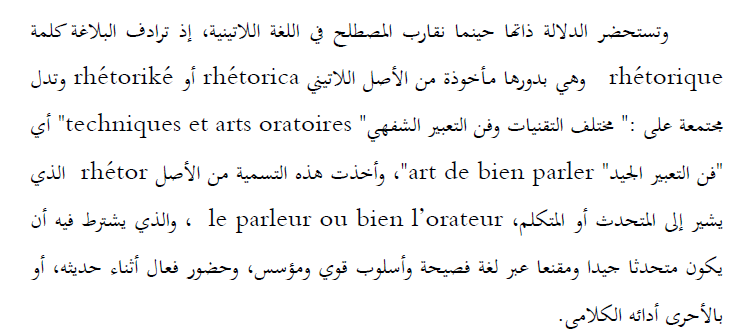 وتستحضر الدلالة ذاتها حينما نقارب المصطلح في اللغة اللاتينية، إذ ترادف البلاغة كلمة
rhétorique وهي بدورها مأخوذة من الأصل اللاتيني rhétorica أو rhétoriké وتدل
مجتمعة على :" مختلف التقنيات وفن التعبير الشفهي" techniques et arts oratoires" أي
"فن التعبير الجيد" art de bien parler"، وأخذت هذه التسمية من الأصل rhétor الذي
يشير إلى المتحدث أو المتكلم، le parleur ou bien l’orateur ، والذي يشترط فيه أن
يكون متحدثا جيدا ومقنعا عبر لغة فصيحة وأسلوب قوي ومؤسس، وحضور فعال أثناء حديثه، أو
بالأحرى أدائه الكلامي.